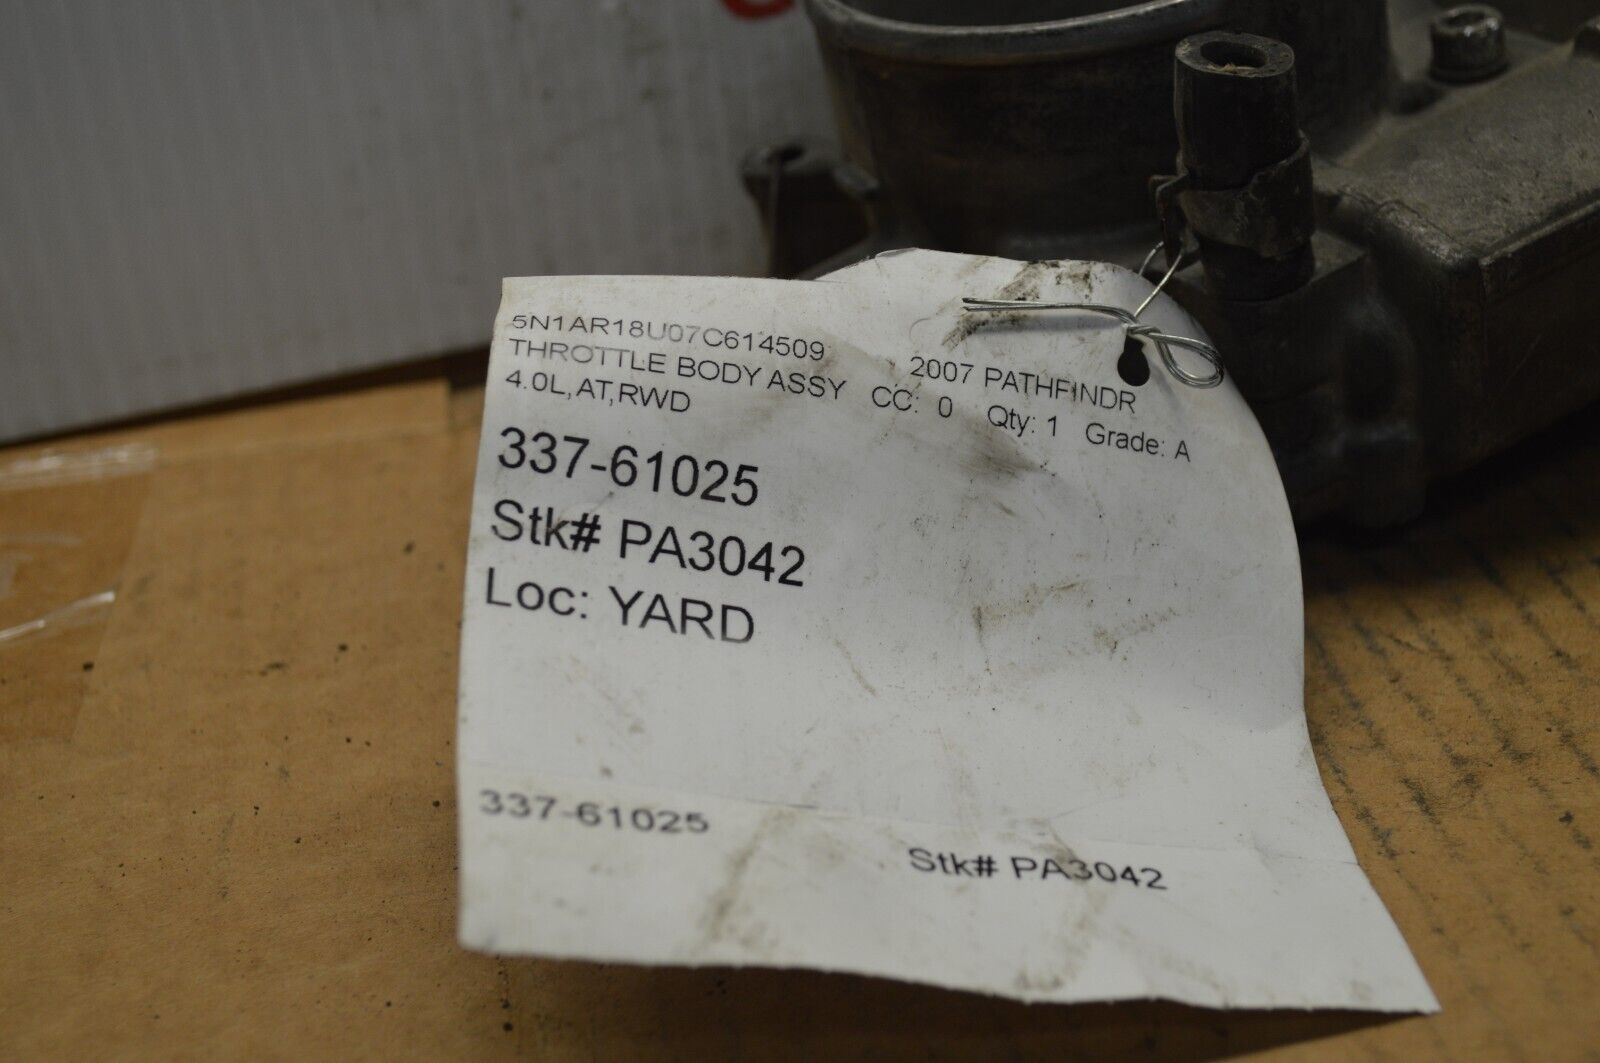 5N1AR18U07C614509 2007 PATHFINDR
THROTTLE BODY ASSY CC: 0 Qty: 1 Grade: A
4.0L,AT,RWD
337-61025
Stk# PA3042
Loc: YARD
337-61025
Stk# PA3042